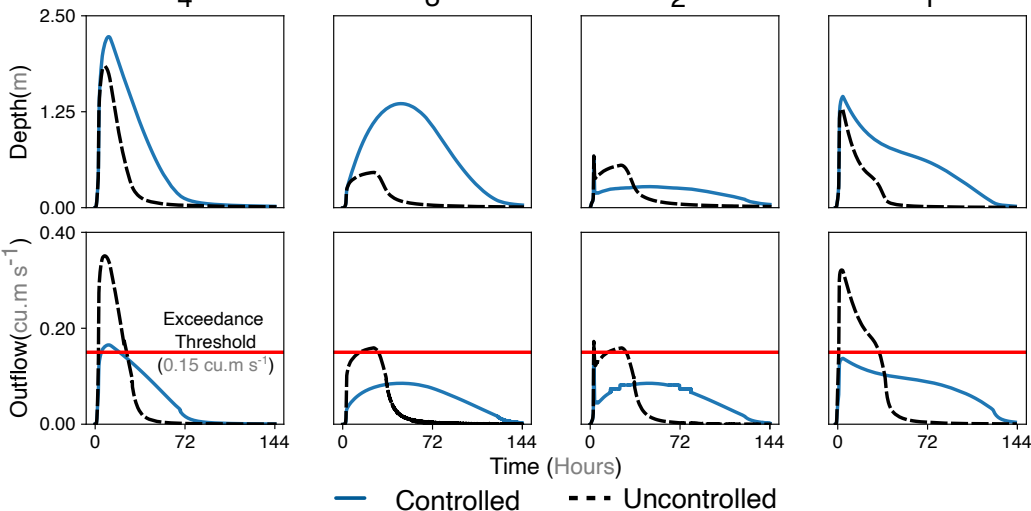 2.50
1.25
0.00
Depth(m)
0.40
0.20
0.00
Outflow(cu.m s⁻¹)
Exceedance
Threshold
(0.15 cu.m s⁻¹)
0 72 144 0 72 144 0 72 144 0 72 144
Time (Hours)
Controlled Uncontrolled